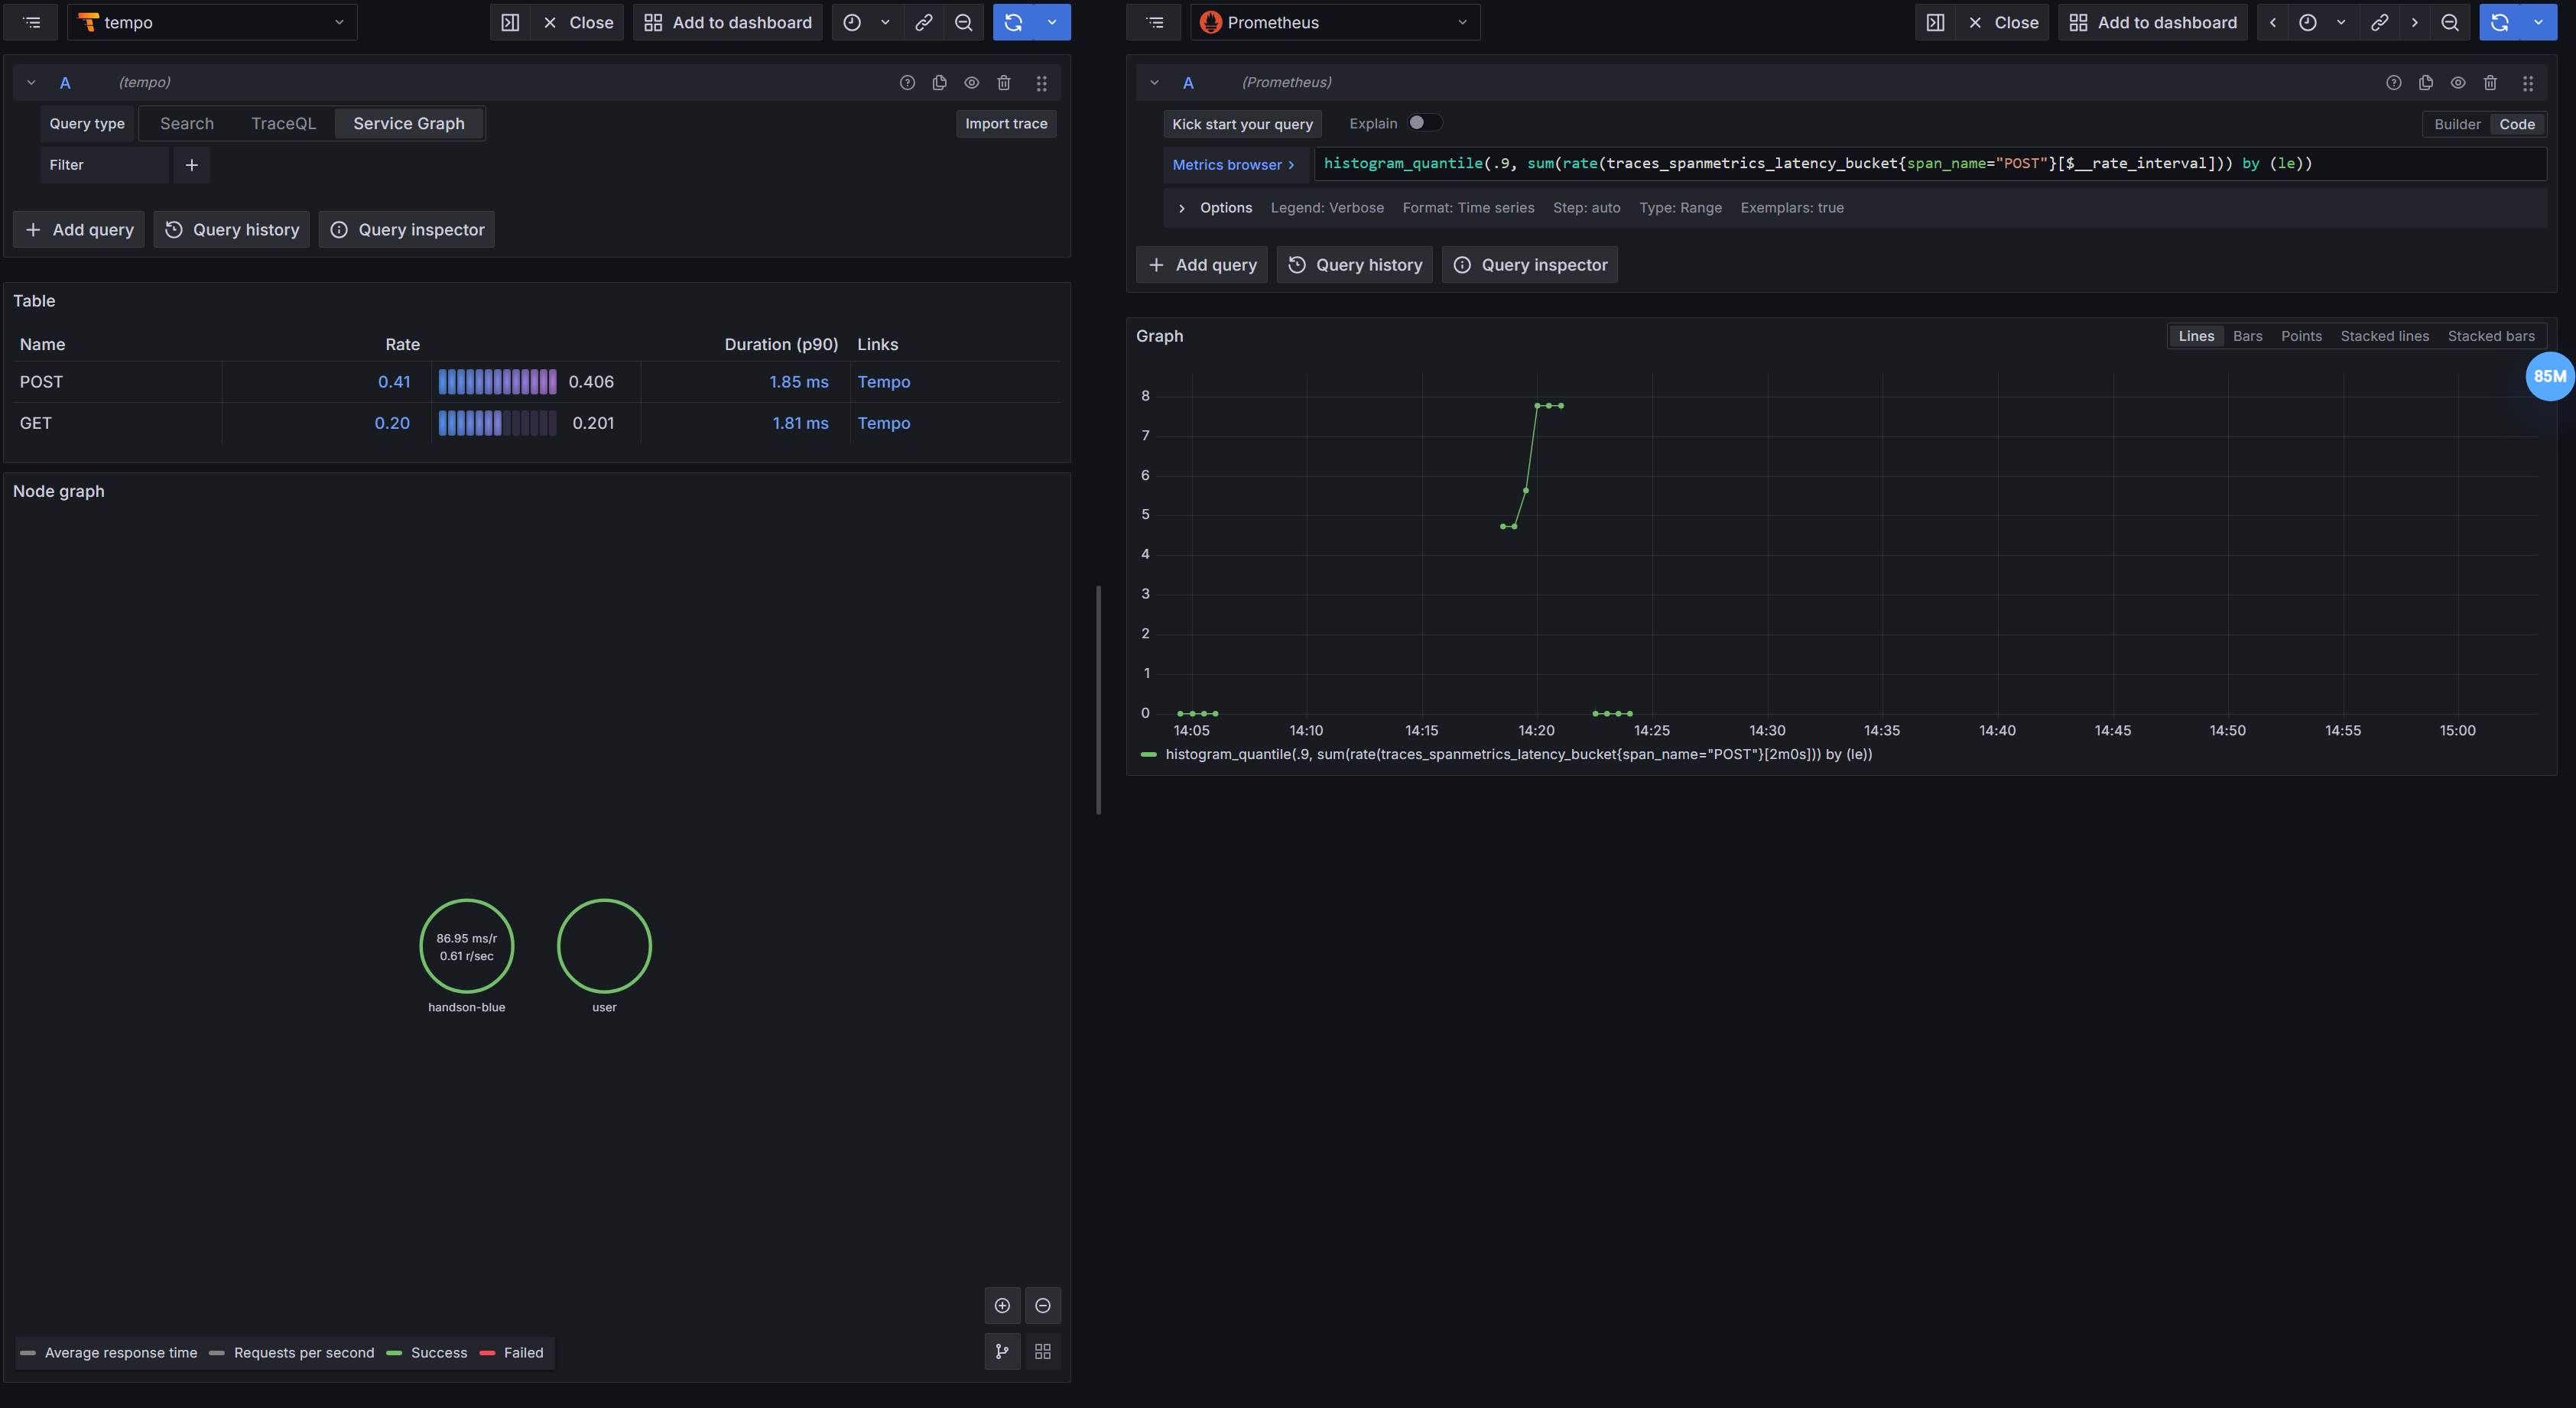 tempo
Close
Add to dashboard
A (tempo)
Query type Search TraceQL Service Graph Import trace
Filter
Add query Query history Query inspector
Table
Name Rate Duration (p90) Links
POST 0.41 0.406 1.85 ms Tempo
GET 0.20 0.201 1.81 ms Tempo
Node graph
86.95 ms/r
0.61 r/sec
handson-blue
user
Average response time Requests per second Success Failed
Prometheus
Close
Add to dashboard
A (Prometheus)
Kick start your query Explain Builder Code
Metrics browser > histogram_quantile(.9, sum(rate(traces_spanmetrics_latency_bucket{span_name="POST"}[$__rate_interval])) by (le))
Options Legend: Verbose Format: Time series Step: auto Type: Range Exemplars: true
Add query Query history Query inspector
Graph Lines Bars Points Stacked lines Stacked bars
85M
8
7
6
5
4
3
2
1
0
14:05 14:10 14:15 14:20 14:25 14:30 14:35 14:40 14:45 14:50 14:55 15:00
histogram_quantile(.9, sum(rate(traces_spanmetrics_latency_bucket{span_name="POST"}[2m0s])) by (le))